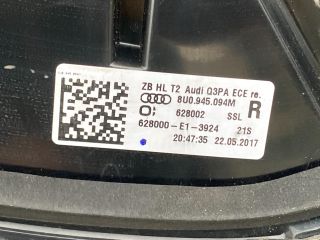 ZB HL T2 Audi Q3PA ECE re.
8U0.945.094M R
628002 SSL
628000-E1-3924 21S
20:47:35 22.05.2017